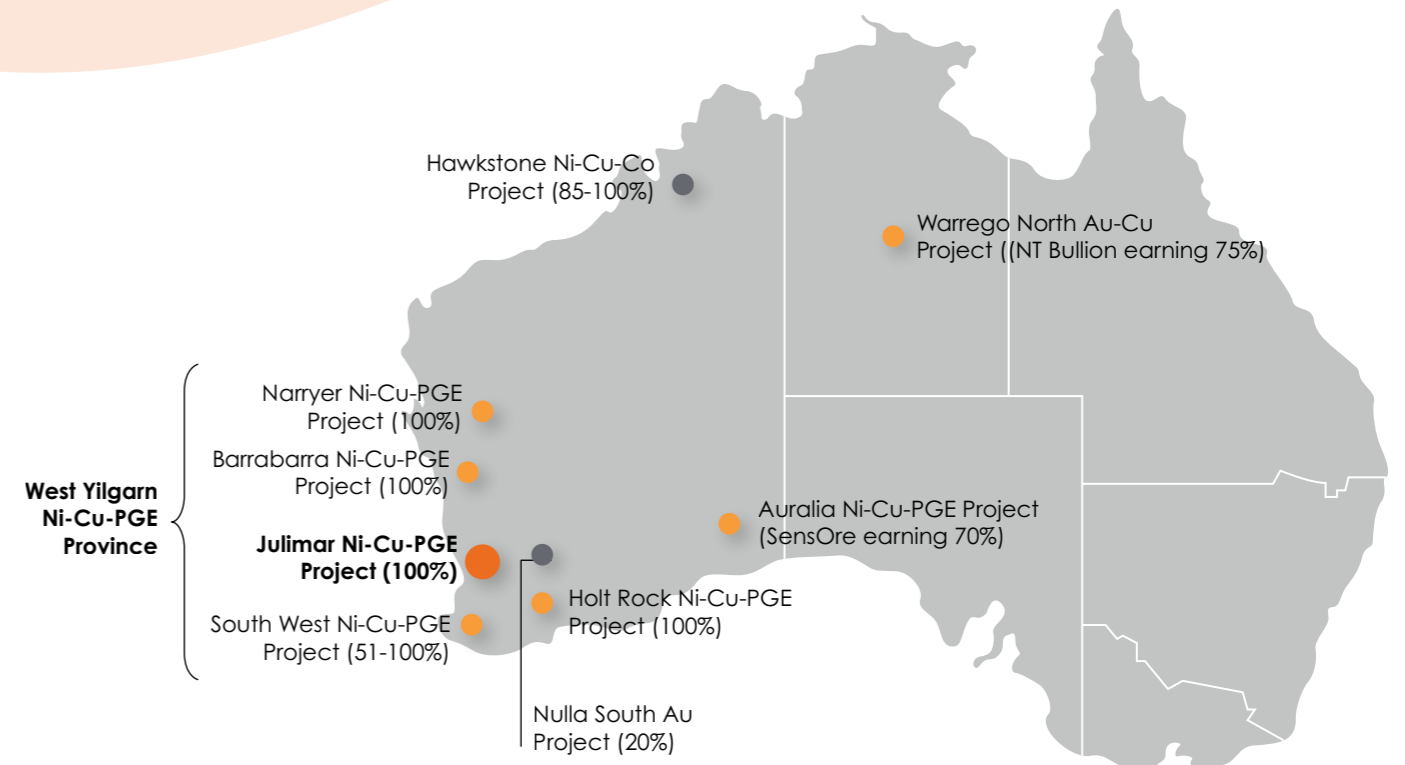 Hawkstone Ni-Cu-Co
Project (85-100%)
Warrego North Au-Cu
Project ((NT Bullion earning 75%)
Narryer Ni-Cu-PGE
Project (100%)
Barrabarra Ni-Cu-PGE
Project (100%)
West Yilgarn
Ni-Cu-PGE
Province
Julimar Ni-Cu-PGE
Project (100%)
South West Ni-Cu-PGE
Project (51-100%)
Auralia Ni-Cu-PGE Project
(SensOre earning 70%)
Holt Rock Ni-Cu-PGE
Project (100%)
Nulla South Au
Project (20%)